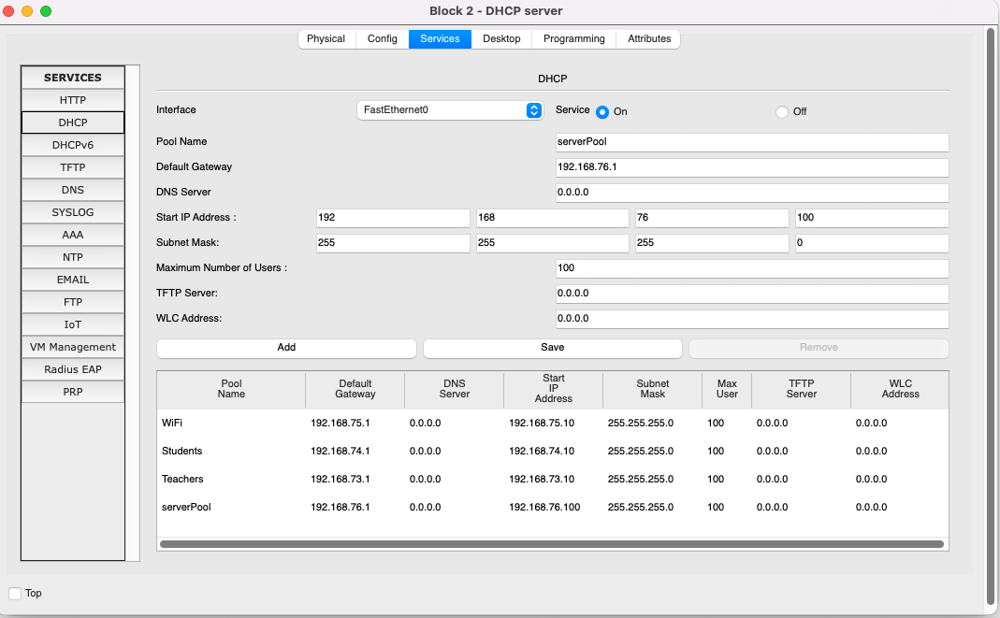 Block 2 - DHCP server
Physical Config Services Desktop Programming Attributes
SERVICES
HTTP
DHCP
DHCPv6
TFTP
DNS
SYSLOG
AAA
NTP
EMAIL
FTP
IoT
VM Management
Radius EAP
PRP
DHCP
Interface FastEthernet0 Service On Off
Pool Name serverPool
Default Gateway 192.168.76.1
DNS Server 0.0.0.0
Start IP Address : 192 168 76 100
Subnet Mask: 255 255 255 0
Maximum Number of Users : 100
TFTP Server: 0.0.0.0
WLC Address: 0.0.0.0
Add Save Remove
Pool Name Default Gateway DNS Server Start IP Address Subnet Mask Max User TFTP Server WLC Address
WiFi 192.168.75.1 0.0.0.0 192.168.75.10 255.255.255.0 100 0.0.0.0 0.0.0.0
Students 192.168.74.1 0.0.0.0 192.168.74.10 255.255.255.0 100 0.0.0.0 0.0.0.0
Teachers 192.168.73.1 0.0.0.0 192.168.73.10 255.255.255.0 100 0.0.0.0 0.0.0.0
serverPool 192.168.76.1 0.0.0.0 192.168.76.100 255.255.255.0 100 0.0.0.0 0.0.0.0
Top